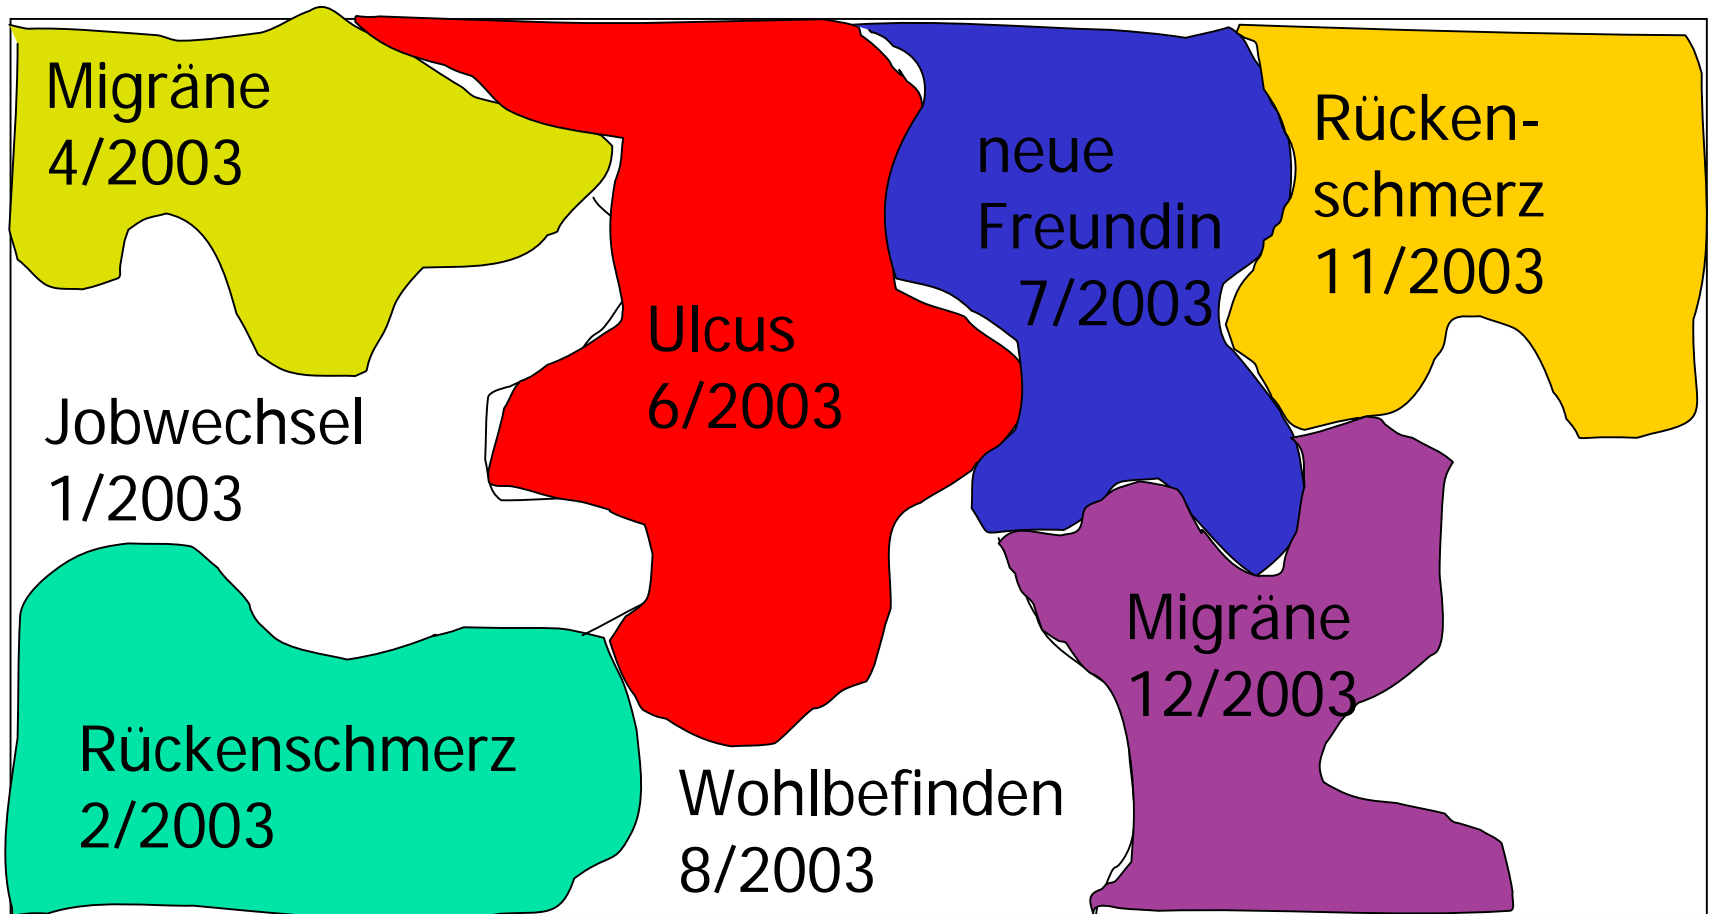 Migräne
4/2003
Ulcus
6/2003
neue
Freundin
7/2003
Rücken-
schmerz
11/2003
Jobwechsel
1/2003
Rückenschmerz
2/2003
Wohlbefinden
8/2003
Migräne
12/2003